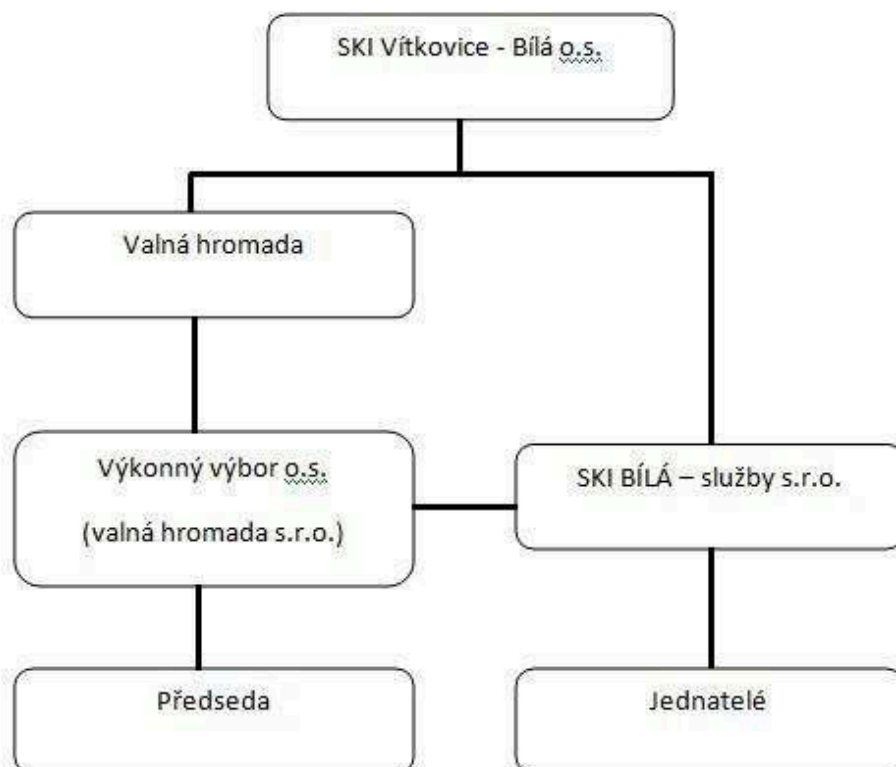 SKI Vítkovice - Bílá o.s.
Valná hromada
Výkonný výbor o.s.
(valná hromada s.r.o.)
SKI BÍLÁ – služby s.r.o.
Předseda
Jednatelé